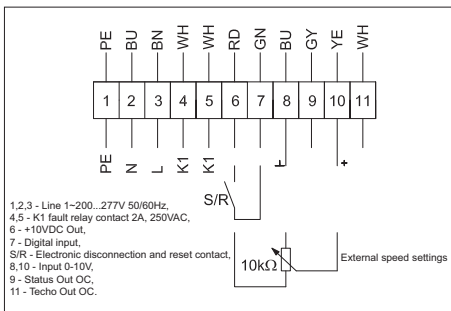 PE BU BN WH WH RD GN BU GY YE WH
1 2 3 4 5 6 7 8 9 10 11
PE N L K1 K1 ⊥ +
S/R
1,2,3 - Line 1~200...277V 50/60Hz,
4,5 - K1 fault relay contact 2A, 250VAC,
6 - +10VDC Out,
7 - Digital input,
S/R - Electronic disconnection and reset contact,
8,10 - Input 0-10V,
9 - Status Out OC,
11 - Techo Out OC.
10kΩ
External speed settings